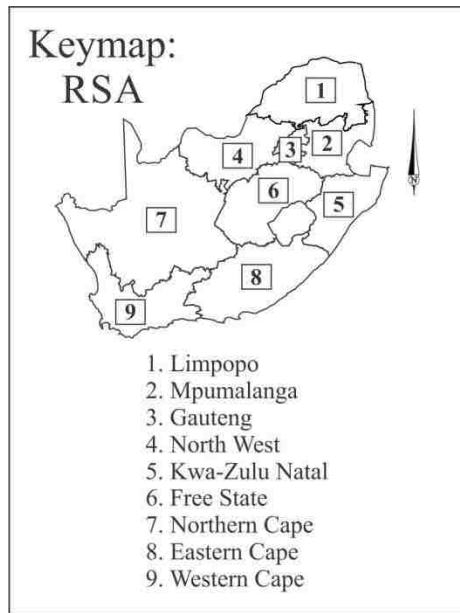 Keymap:
RSA
1
2
3
4
5
6
7
8
9
N
1. Limpopo
2. Mpumalanga
3. Gauteng
4. North West
5. Kwa-Zulu Natal
6. Free State
7. Northern Cape
8. Eastern Cape
9. Western Cape